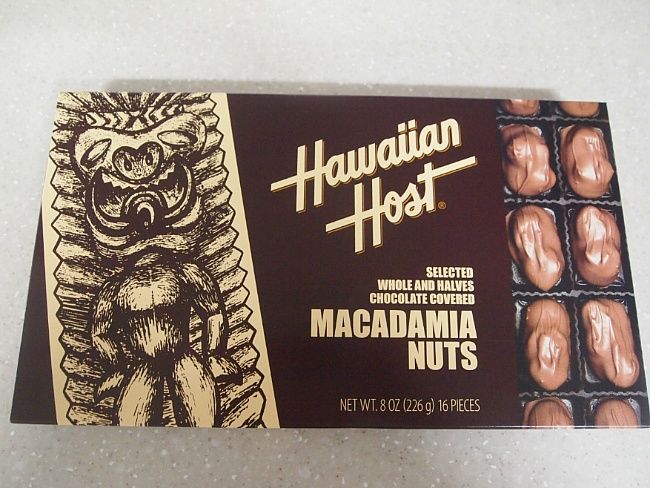 Hawaiian
Host®
SELECTED
WHOLE AND HALVES
CHOCOLATE COVERED
MACADAMIA
NUTS
NET WT. 8 OZ (226 g) 16 PIECES